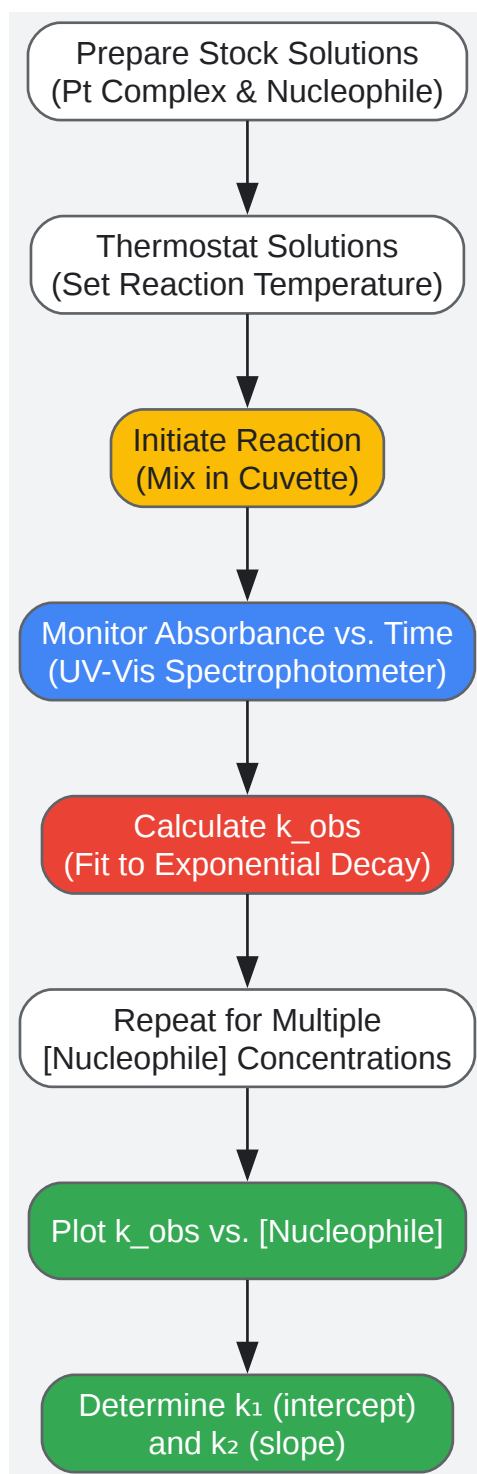 Prepare Stock Solutions
(Pt Complex & Nucleophile)
Thermostat Solutions
(Set Reaction Temperature)
Initiate Reaction
(Mix in Cuvette)
Monitor Absorbance vs. Time
(UV-Vis Spectrophotometer)
Calculate k_obs
(Fit to Exponential Decay)
Repeat for Multiple
[Nucleophile] Concentrations
Plot k_obs vs. [Nucleophile]
Determine k₁ (intercept)
and k₂ (slope)